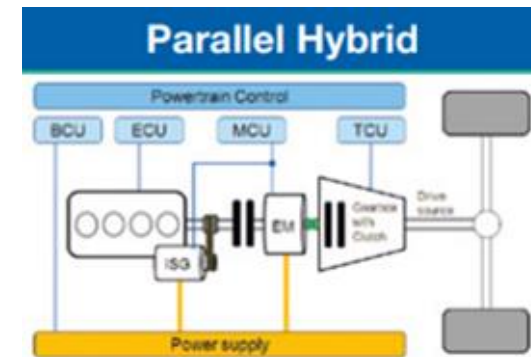 Parallel Hybrid
Powertrain Control
BCU ECU MCU TCU
Drive
source
Gearbox
with
Clutch
EM
ISG
Power supply